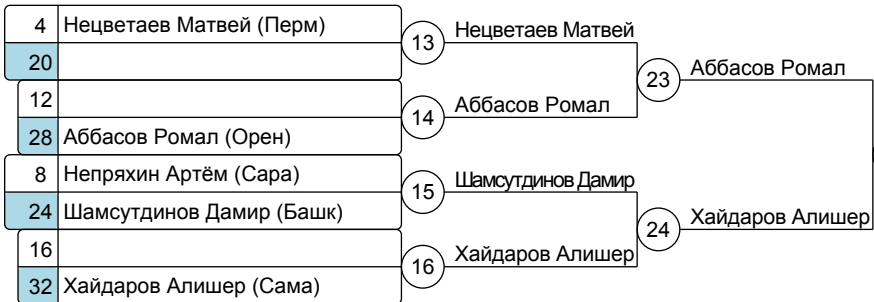 4 Нецветаев Матвей (Перм)
20
12
28 Аббасов Ромал (Орен)
8 Непряхин Артём (Сара)
24 Шамсутдинов Дамир (Башк)
16
32 Хайдаров Алишер (Сама)
13 Нецветаев Матвей
14 Аббасов Ромал
15 Шамсутдинов Дамир
16 Хайдаров Алишер
23 Аббасов Ромал
24 Хайдаров Алишер